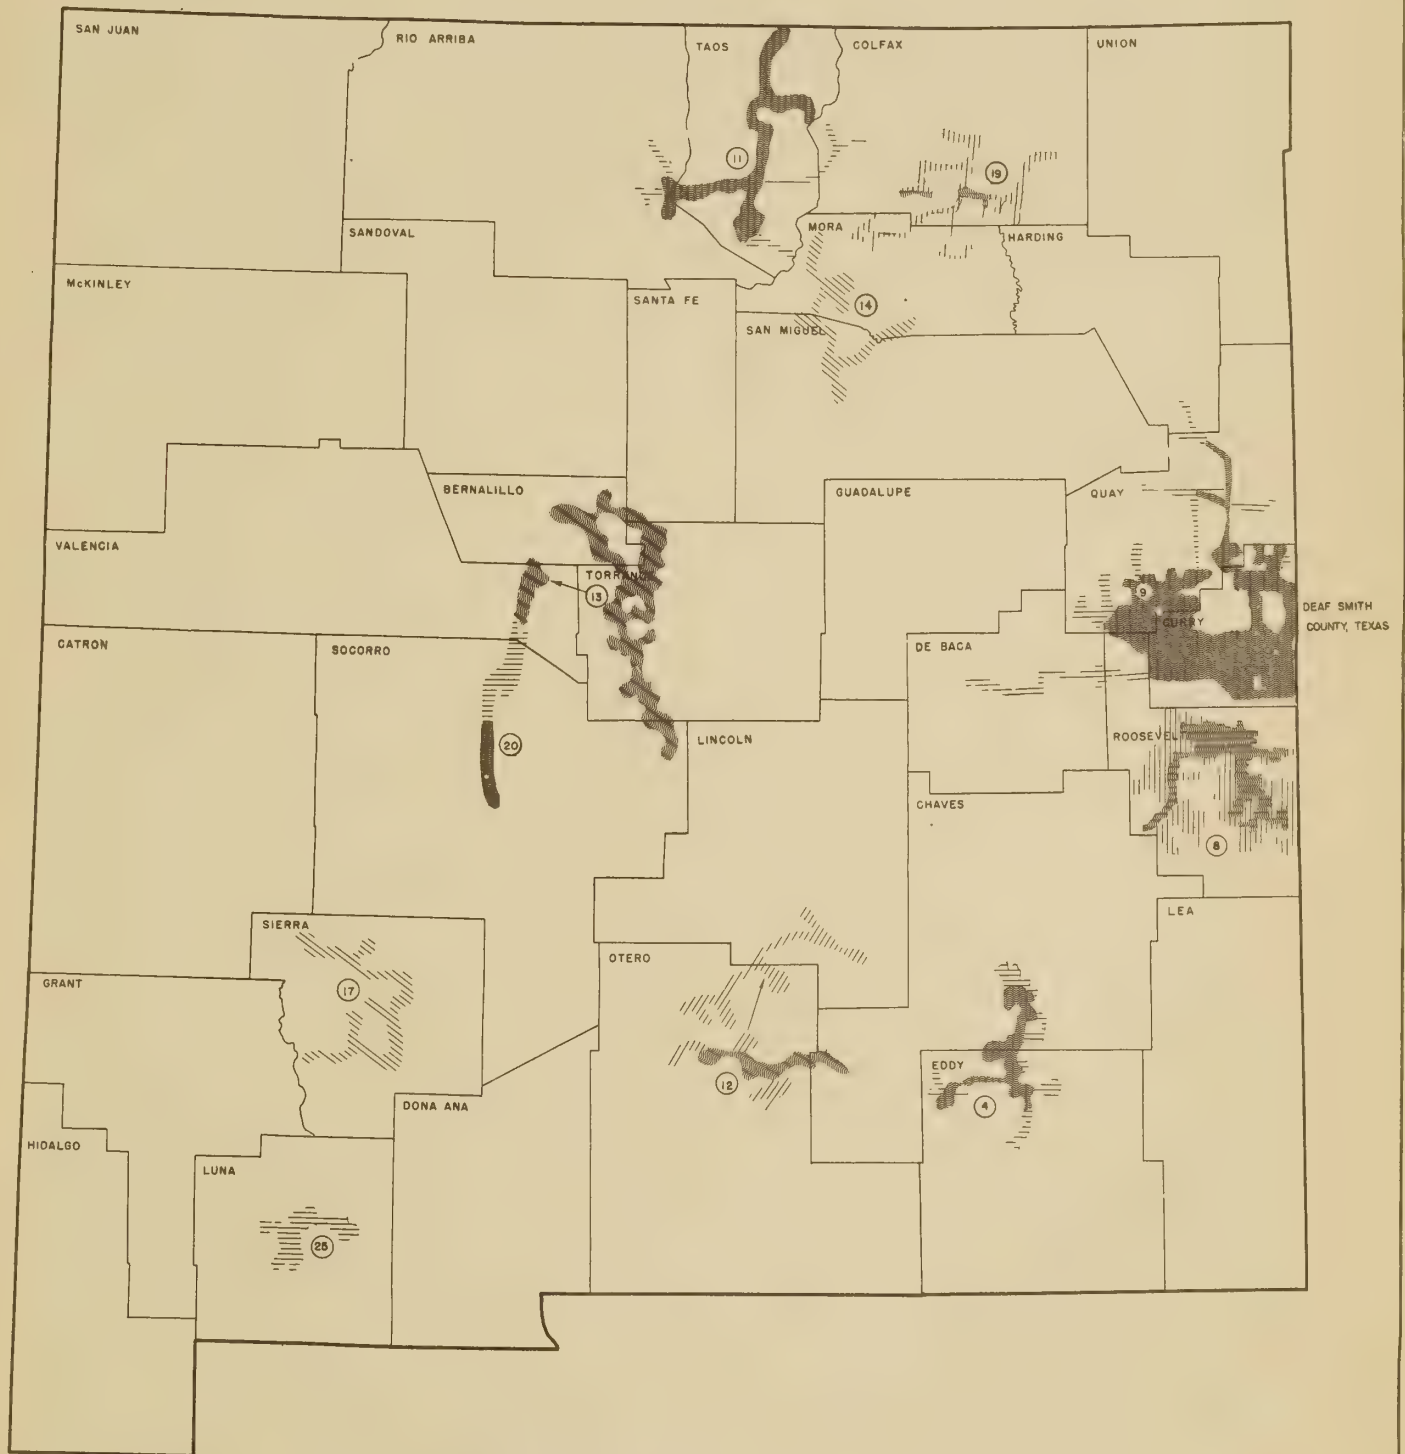 SAN JUAN
RIO ARRIBA
TAOS
COLFAX
UNION
11
19
SANDOVAL
MORA
HARDING
McKINLEY
SANTA FE
14
SAN MIGUEL
BERNALILLO
GUADALUPE
QUAY
VALENCIA
TORRANCE
13
9
CURRY
DEAF SMITH
COUNTY, TEXAS
CATRON
SOCORRO
DE BACA
20
LINCOLN
ROOSEVELT
CHAVES
8
SIERRA
LEA
OTERO
GRANT
17
12
EDDY
4
DONA ANA
HIDALGO
LUNA
25